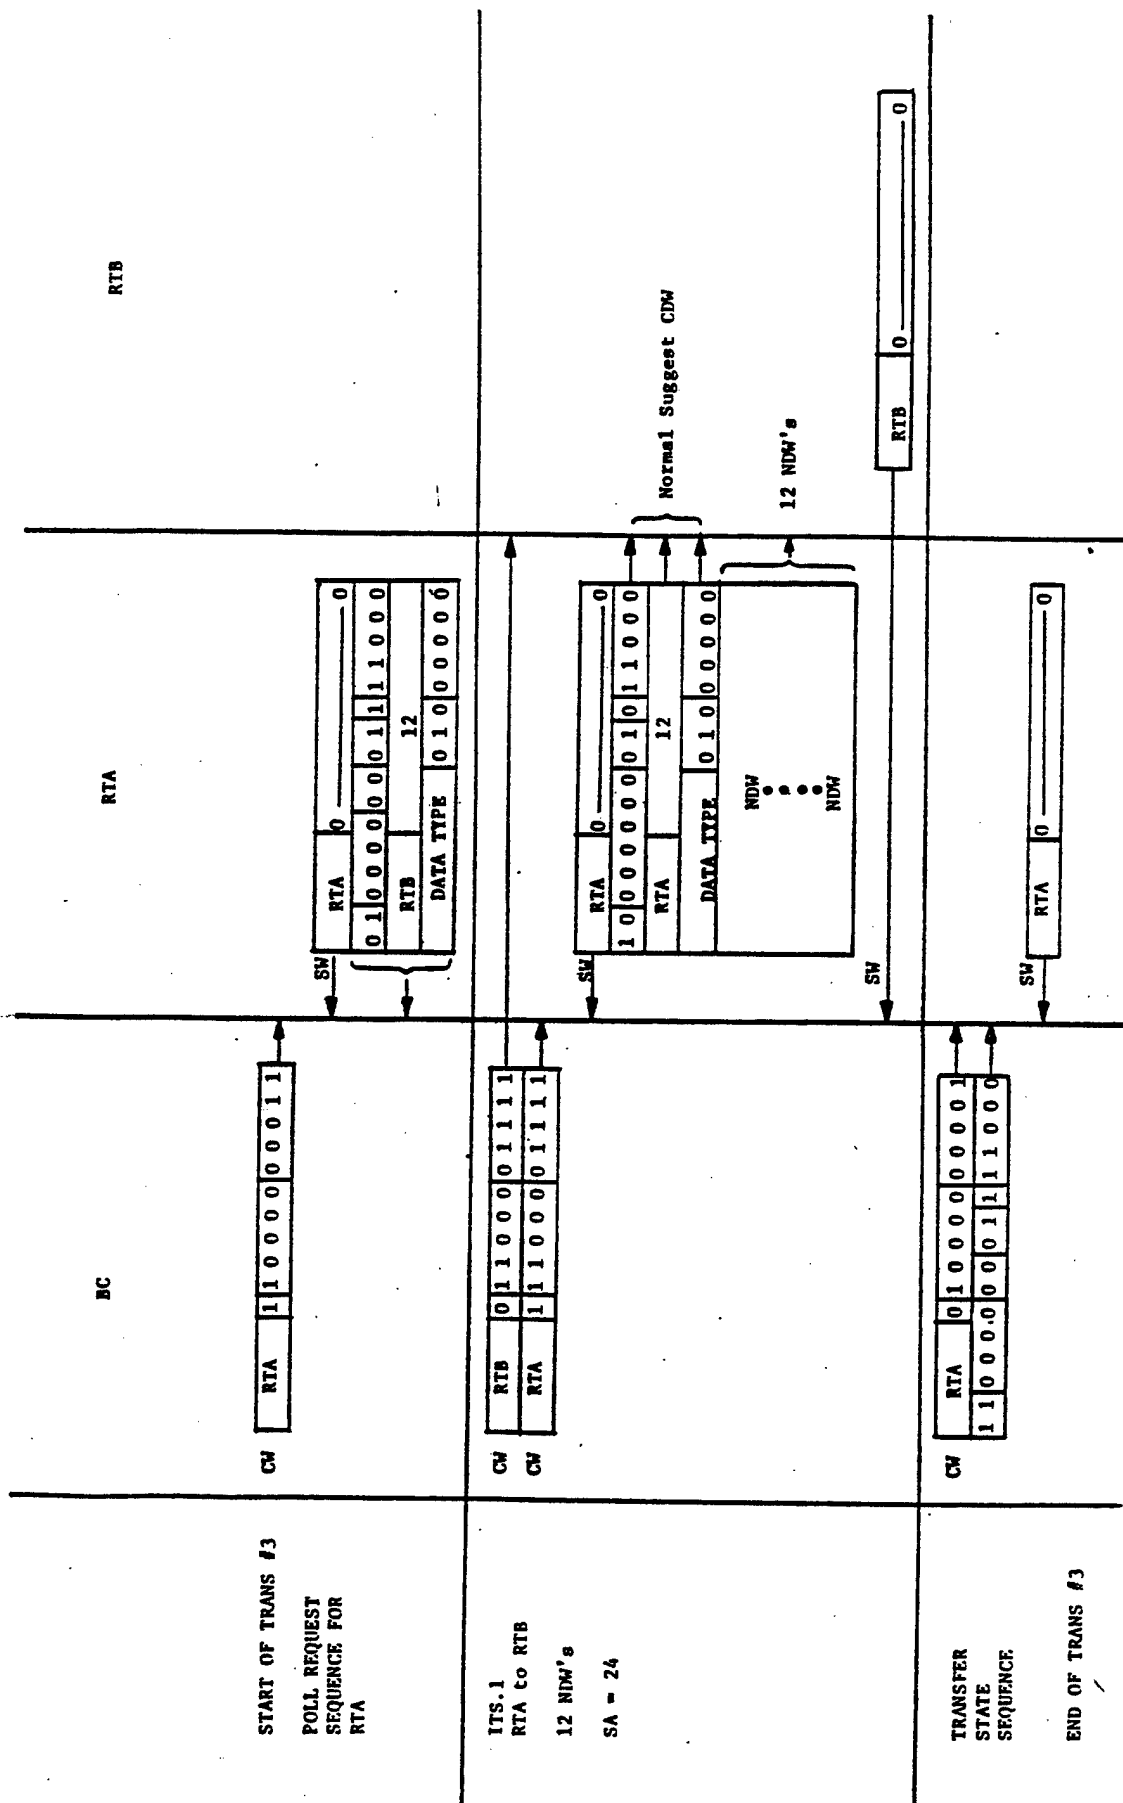 BC
RTA
RTB
START OF TRANS #3
POLL REQUEST
SEQUENCE FOR
RTA
CW
RTA
1 1 0 0 0 0 0 0 0 0 1 1
SW
RTA
0 0
0 1 0 0 0 0 0 0 0 1 1 1 1 0 0 0
RTB
12
DATA TYPE
0 1 0 0 0 0 0 0
ITS.1
RTA to RTB
12 NDW's
SA = 24
CW
RTB
0 1 1 0 0 0 0 1 1 1 1
CW
RTA
1 1 1 0 0 0 0 1 1 1 1
SW
RTA
0 0
1 0 0 0 0 0 0 0 0 1 0 1 1 0 0 0
RTA
12
DATA TYPE
0 1 0 0 0 0 0 0
Normal Suggest CDW
NDW
NDW
12 NDW's
SW
RTB
0 0
TRANSFER
STATE
SEQUENCE
CW
RTA
0 1 0 0 0 0 0 0 0 0 1
1 1 0 0 0 0 0 0 0 1 1 1 1 0 0 0
SW
RTA
0 0
END OF TRANS #3